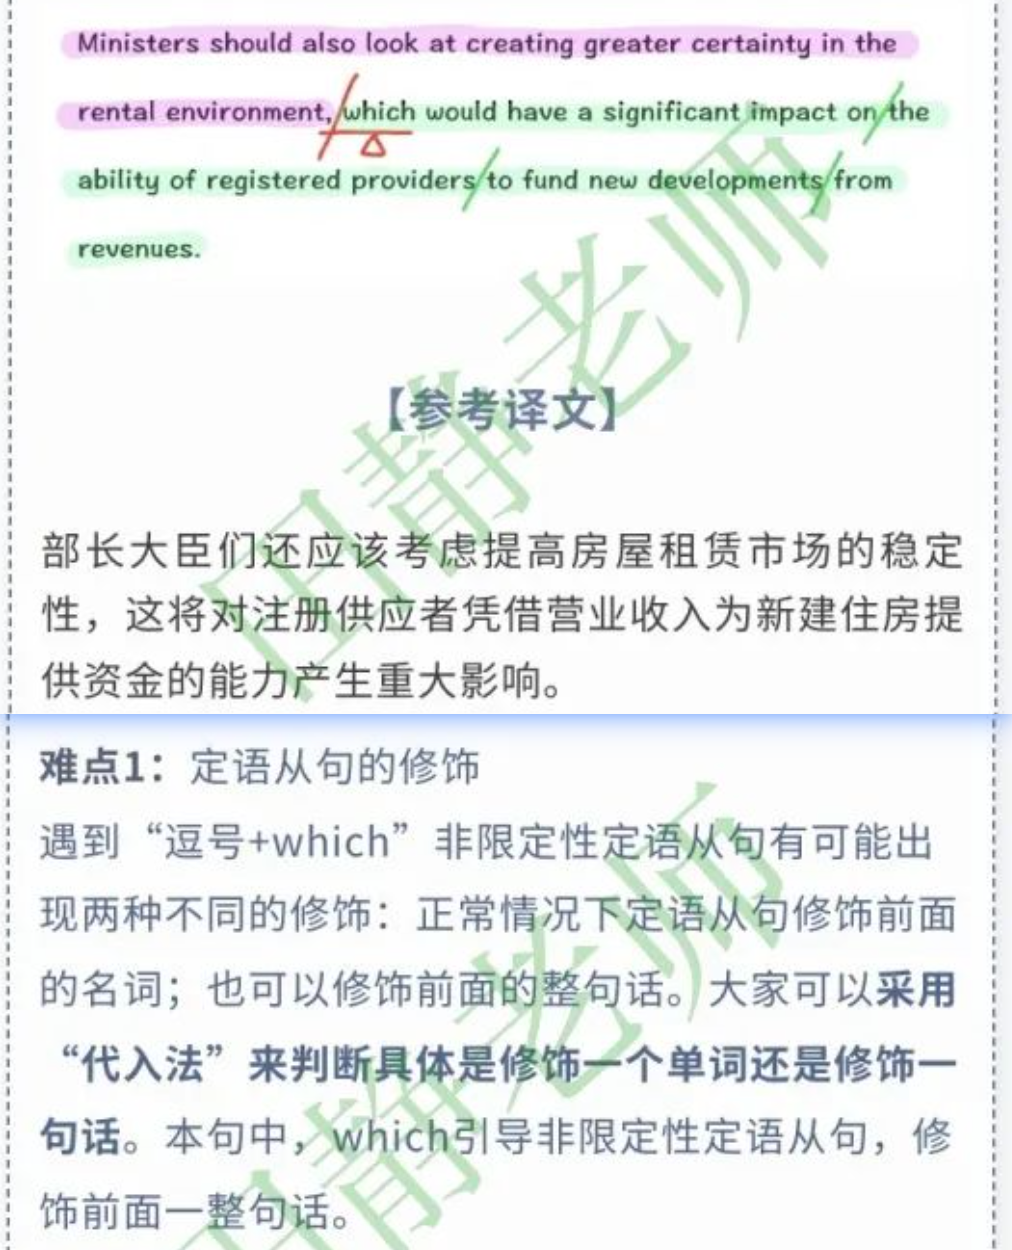 Ministers should also look at creating greater certainty in the
rental environment, which would have a significant impact on the
ability of registered providers to fund new developments from
revenues.
【参考译文】
部长大臣们还应该考虑提高房屋租赁市场的稳定
性，这将对注册供应者凭借营业收入为新建住房提
供资金的能力产生重大影响。
难点1：定语从句的修饰
遇到“逗号+which”非限定性定语从句有可能出
现两种不同的修饰：正常情况下定语从句修饰前面
的名词；也可以修饰前面的整句话。大家可以采用
“代入法”来判断具体是修饰一个单词还是修饰一
句话。本句中，which引导非限定性定语从句，修
饰前面一整句话。
田静老师
静老师